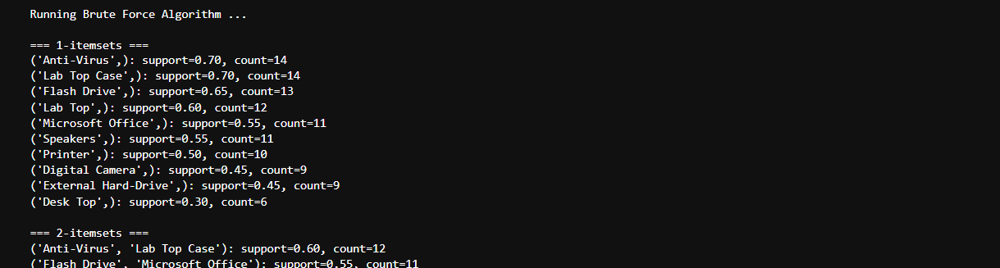 Running Brute Force Algorithm ...
=== 1-itemsets ===
('Anti-Virus',): support=0.70, count=14
('Lab Top Case',): support=0.70, count=14
('Flash Drive',): support=0.65, count=13
('Lab Top',): support=0.60, count=12
('Microsoft Office',): support=0.55, count=11
('Speakers',): support=0.55, count=11
('Printer',): support=0.50, count=10
('Digital Camera',): support=0.45, count=9
('External Hard-Drive',): support=0.45, count=9
('Desk Top',): support=0.30, count=6
=== 2-itemsets ===
('Anti-Virus', 'Lab Top Case'): support=0.60, count=12
('Flash Drive', 'Microsoft Office'): support=0.55, count=11